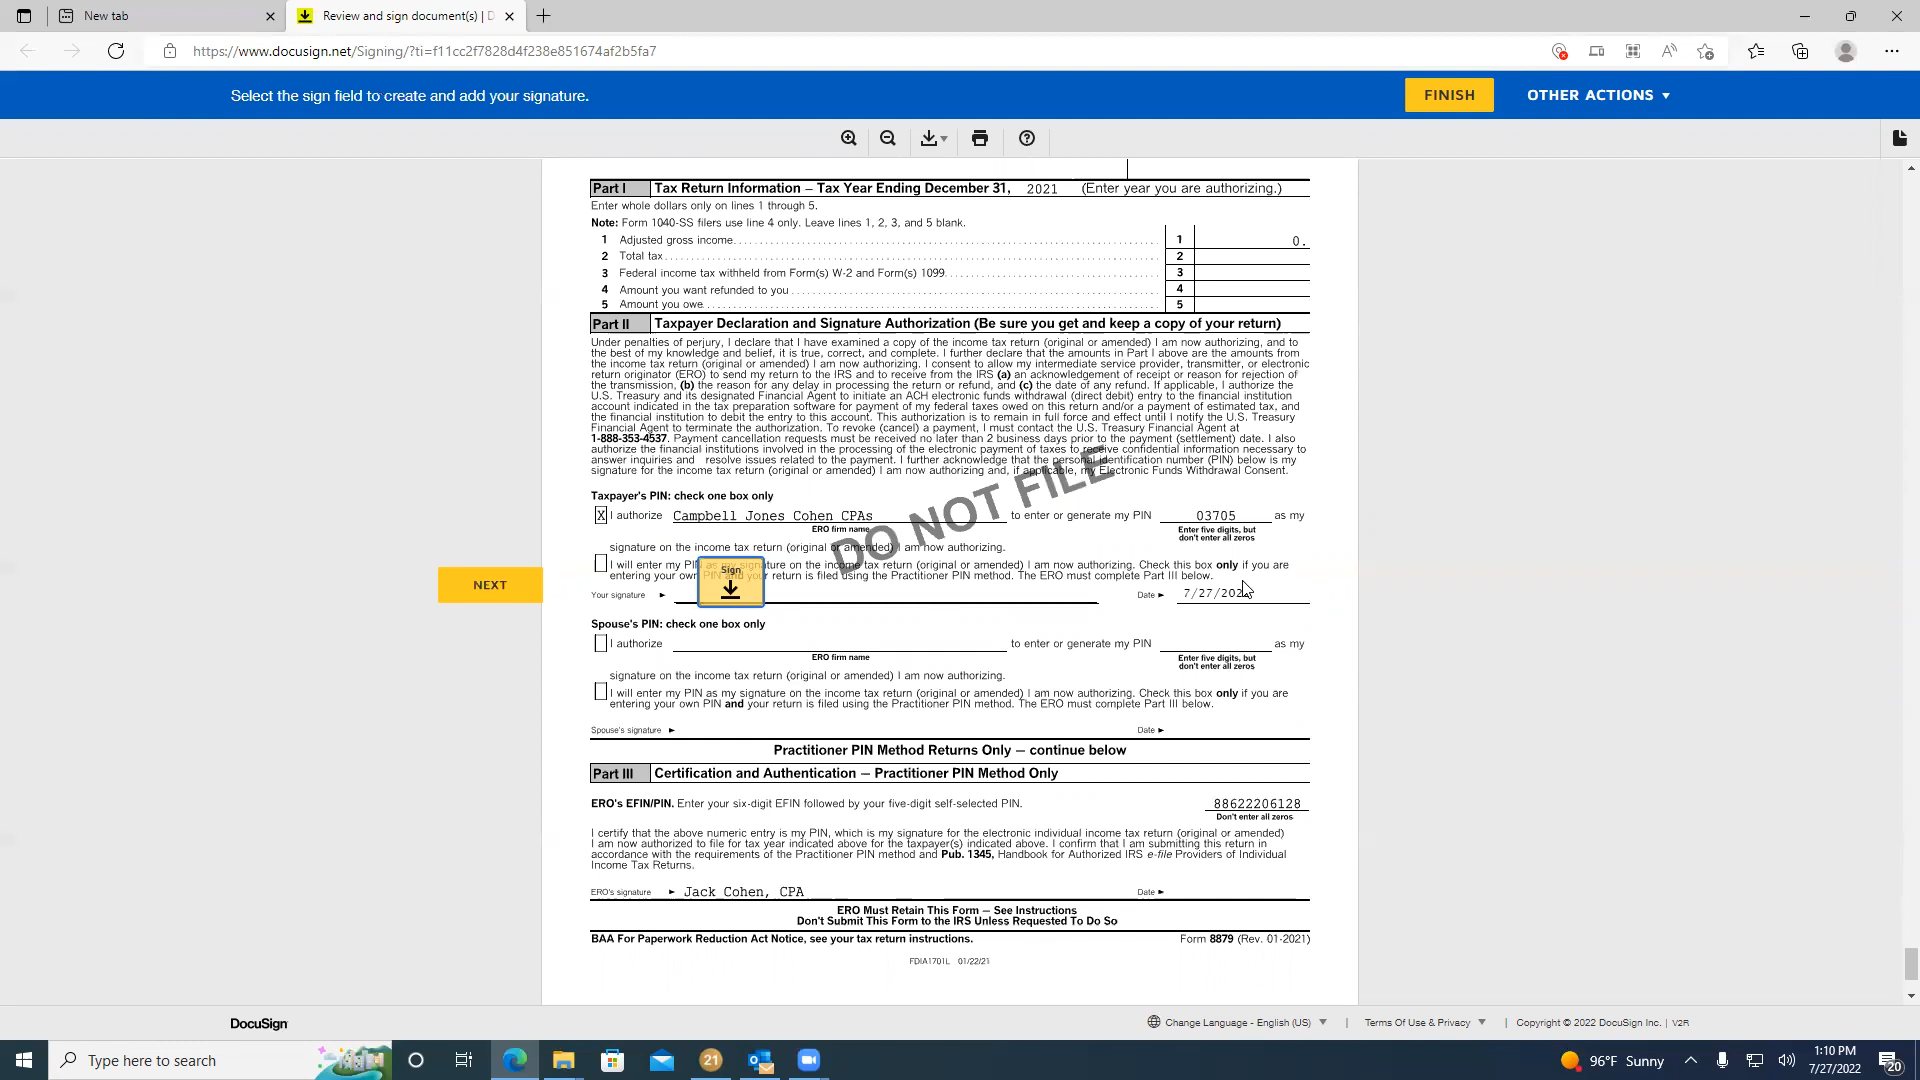 New tab
Review and sign document(s) | D
https://www.docusign.net/Signing/?ti=f11cc2f7828d4f238e851674af2b5fa7
Select the sign field to create and add your signature.
FINISH
OTHER ACTIONS
Part I Tax Return Information – Tax Year Ending December 31, 2021 (Enter year you are authorizing.)
Enter whole dollars only on lines 1 through 5.
Note: Form 1040-SS filers use line 4 only. Leave lines 1, 2, 3, and 5 blank.
1 Adjusted gross income 1 0.
2 Total tax 2
3 Federal income tax withheld from Form(s) W-2 and Form(s) 1099 3
4 Amount you want refunded to you 4
5 Amount you owe 5
Part II Taxpayer Declaration and Signature Authorization (Be sure you get and keep a copy of your return)
Under penalties of perjury, I declare that I have examined a copy of the income tax return (original or amended) I am now authorizing, and to
the best of my knowledge and belief, it is true, correct, and complete. I further declare that the amounts in Part I above are the amounts from
the income tax return (original or amended) I am now authorizing. I consent to allow my intermediate service provider, transmitter, or electronic
return originator (ERO) to send my return to the IRS and to receive from the IRS (a) an acknowledgement of receipt or reason for rejection of
the transmission, (b) the reason for any delay in processing the return or refund, and (c) the date of any refund. If applicable, I authorize the
U.S. Treasury and its designated Financial Agent to initiate an ACH electronic funds withdrawal (direct debit) entry to the financial institution
account indicated in the tax preparation software for payment of my federal taxes owed on this return and/or a payment of estimated tax, and
the financial institution to debit the entry to this account. This authorization is to remain in full force and effect until I notify the U.S. Treasury
Financial Agent to terminate the authorization. To revoke (cancel) a payment, I must contact the U.S. Treasury Financial Agent at
1-888-353-4537. Payment cancellation requests must be received no later than 2 business days prior to the payment (settlement) date. I also
authorize the financial institutions involved in the processing of the electronic payment of taxes to receive confidential information necessary to
answer inquiries and resolve issues related to the payment. I further acknowledge that the personal identification number (PIN) below is my
signature for the income tax return (original or amended) I am now authorizing and, if applicable, my Electronic Funds Withdrawal Consent.
DO NOT FILE
Taxpayer's PIN: check one box only
X I authorize Campbell Jones Cohen CPAs to enter or generate my PIN 03705 as my
ERO firm name Enter five digits, but
don't enter all zeros
signature on the income tax return (original or amended) I am now authorizing.
I will enter my PIN as my signature on the income tax return (original or amended) I am now authorizing. Check this box only if you are
entering your own PIN and your return is filed using the Practitioner PIN method. The ERO must complete Part III below.
Sign
NEXT
Your signature ► Date ► 7/27/202
Spouse's PIN: check one box only
I authorize to enter or generate my PIN as my
ERO firm name Enter five digits, but
don't enter all zeros
signature on the income tax return (original or amended) I am now authorizing.
I will enter my PIN as my signature on the income tax return (original or amended) I am now authorizing. Check this box only if you are
entering your own PIN and your return is filed using the Practitioner PIN method. The ERO must complete Part III below.
Spouse's signature ► Date ►
Practitioner PIN Method Returns Only – continue below
Part III Certification and Authentication – Practitioner PIN Method Only
ERO's EFIN/PIN. Enter your six-digit EFIN followed by your five-digit self-selected PIN. 88622206128
Don't enter all zeros
I certify that the above numeric entry is my PIN, which is my signature for the electronic individual income tax return (original or amended)
I am now authorized to file for tax year indicated above for the taxpayer(s) indicated above. I confirm that I am submitting this return in
accordance with the requirements of the Practitioner PIN method and Pub. 1345, Handbook for Authorized IRS e-file Providers of Individual
Income Tax Returns.
ERO's signature ► Jack Cohen, CPA Date ►
ERO Must Retain This Form – See Instructions
Don't Submit This Form to the IRS Unless Requested To Do So
BAA For Paperwork Reduction Act Notice, see your tax return instructions. Form 8879 (Rev. 01-2021)
FDIA1701L 01/22/21
DocuSign
Change Language - English (US) | Terms Of Use & Privacy | Copyright © 2022 DocuSign Inc. | V2R
Type here to search
21
96°F Sunny
1:10 PM
7/27/2022
20